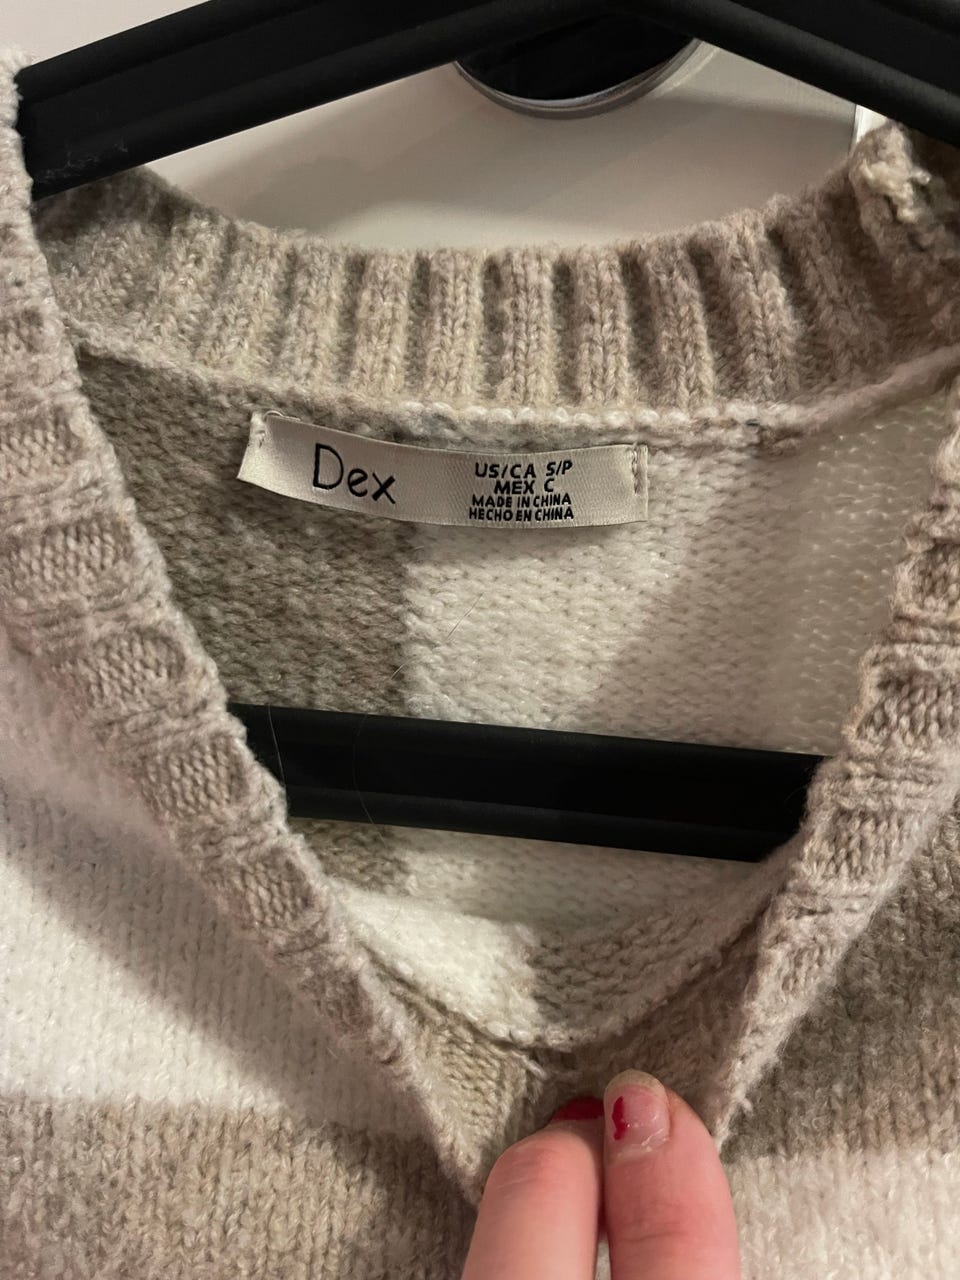 Dex
US/CA S/P
MEX C
MADE IN CHINA
HECHO EN CHINA